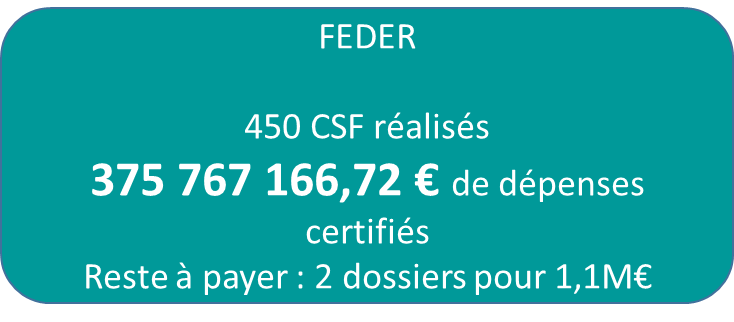 FEDER
450 CSF réalisés
375 767 166,72 € de dépenses
certifiés
Reste à payer : 2 dossiers pour 1,1M€